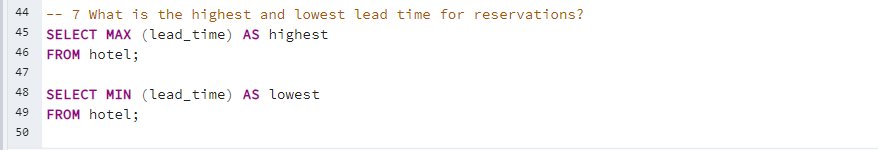 44 -- 7 What is the highest and lowest lead time for reservations?
45 SELECT MAX (lead_time) AS highest
46 FROM hotel;
47
48 SELECT MIN (lead_time) AS lowest
49 FROM hotel;
50